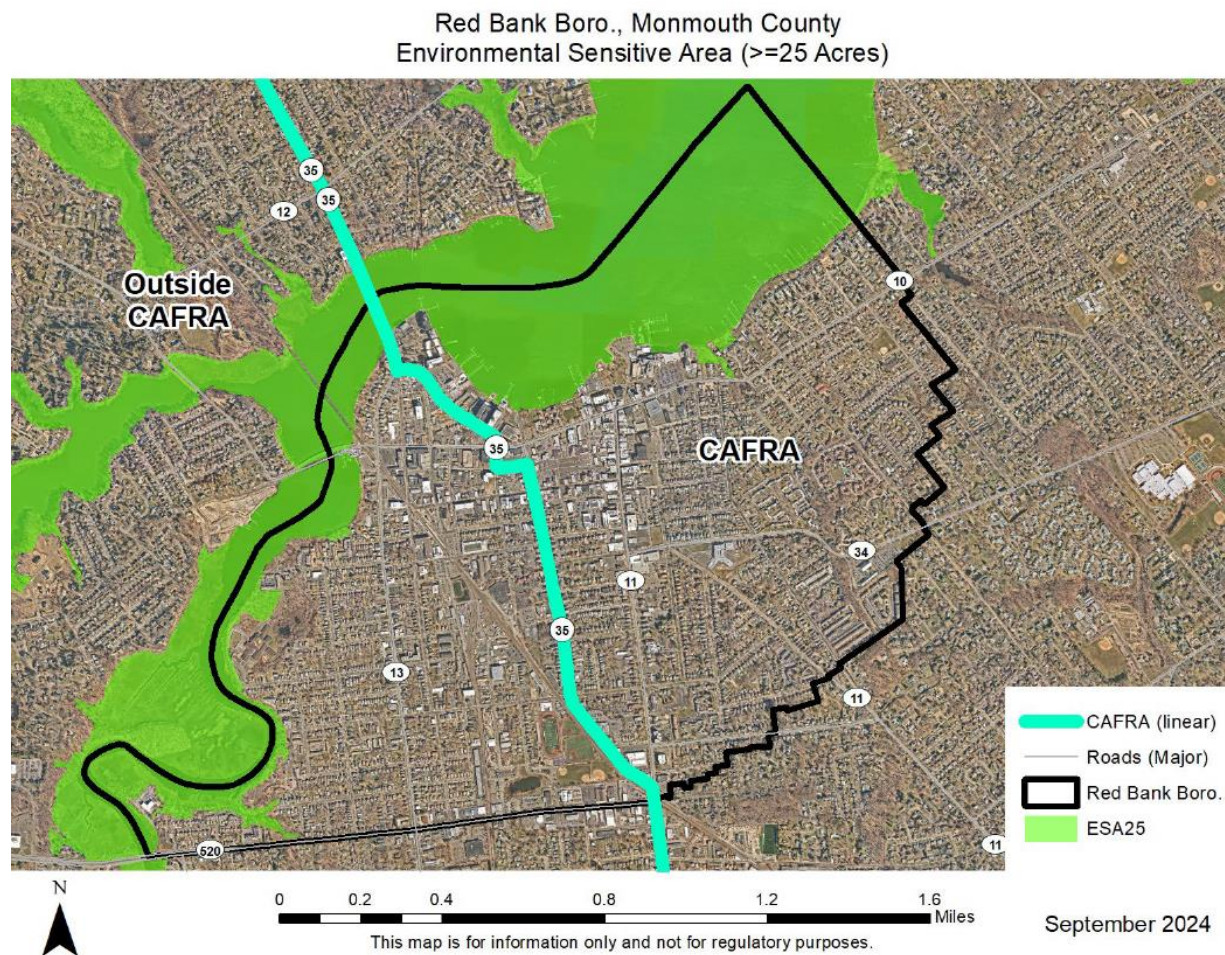 Red Bank Boro., Monmouth County
Environmental Sensitive Area (>=25 Acres)
35
35
12
Outside
CAFRA
10
35
CAFRA
34
11
35
13
11
520
11
CAFRA (linear)
Roads (Major)
Red Bank Boro.
ESA25
N
0 0.2 0.4 0.8 1.2 1.6
Miles
This map is for information only and not for regulatory purposes.
September 2024